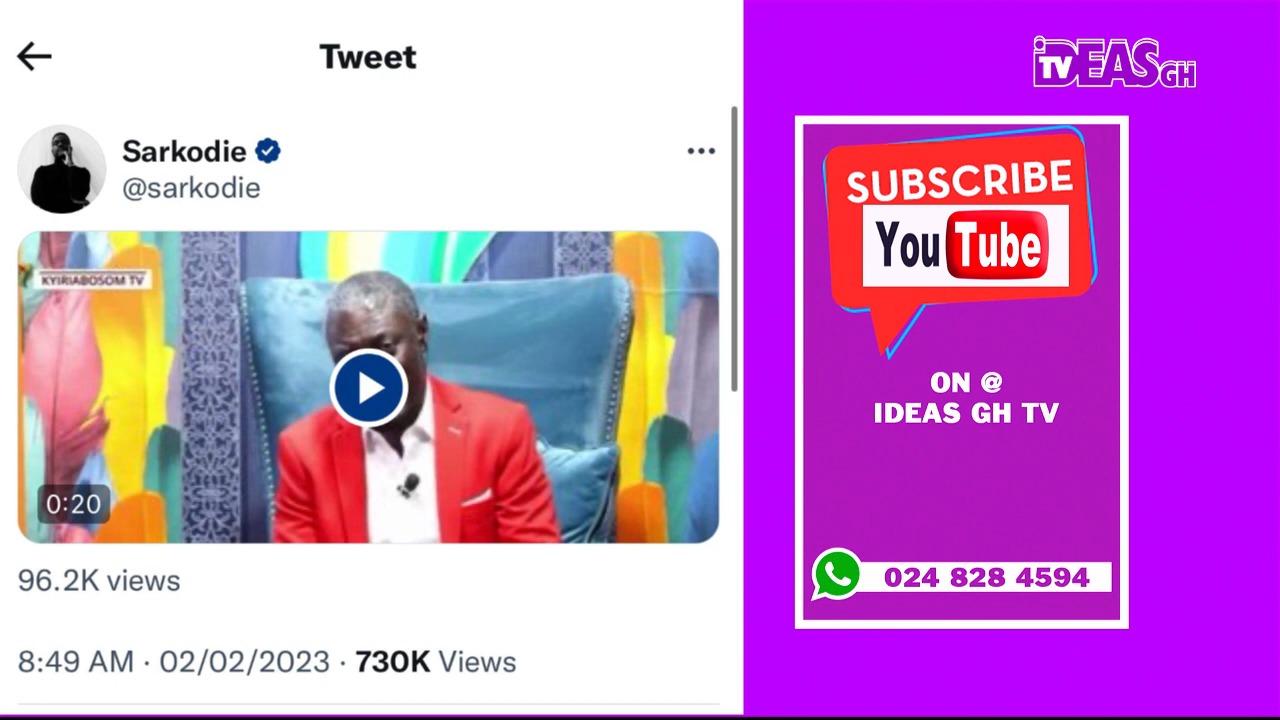 Tweet
Sarkodie
@sarkodie
KYIRIABOSOM TV
0:20
96.2K views
8:49 AM · 02/02/2023 · 730K Views
iDEAS TV GH
SUBSCRIBE
YouTube
ON @
IDEAS GH TV
024 828 4594